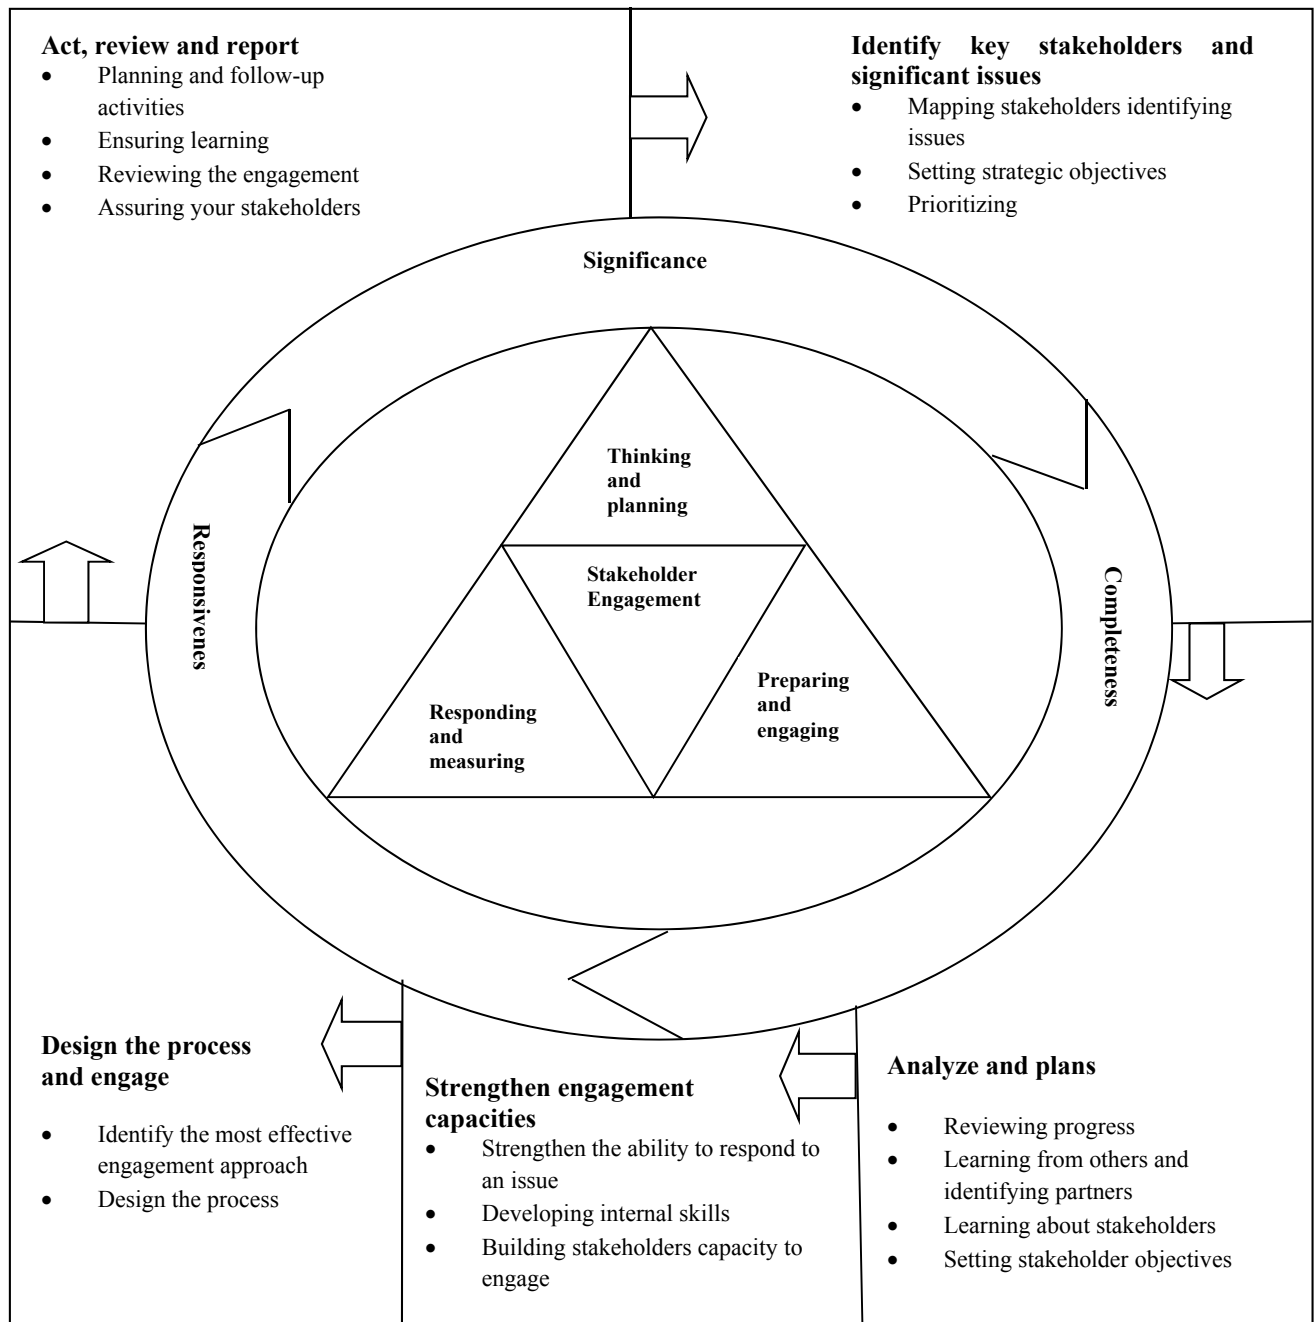 Act, review and report
• Planning and follow-up
activities
• Ensuring learning
• Reviewing the engagement
• Assuring your stakeholders
Identify key stakeholders and
significant issues
• Mapping stakeholders identifying
issues
• Setting strategic objectives
• Prioritizing
Significance
Thinking
and
planning
Stakeholder
Engagement
Responding
and
measuring
Preparing
and
engaging
Responsivenes
Completeness
Design the process
and engage
• Identify the most effective
engagement approach
• Design the process
Strengthen engagement
capacities
• Strengthen the ability to respond to
an issue
• Developing internal skills
• Building stakeholders capacity to
engage
Analyze and plans
• Reviewing progress
• Learning from others and
identifying partners
• Learning about stakeholders
• Setting stakeholder objectives